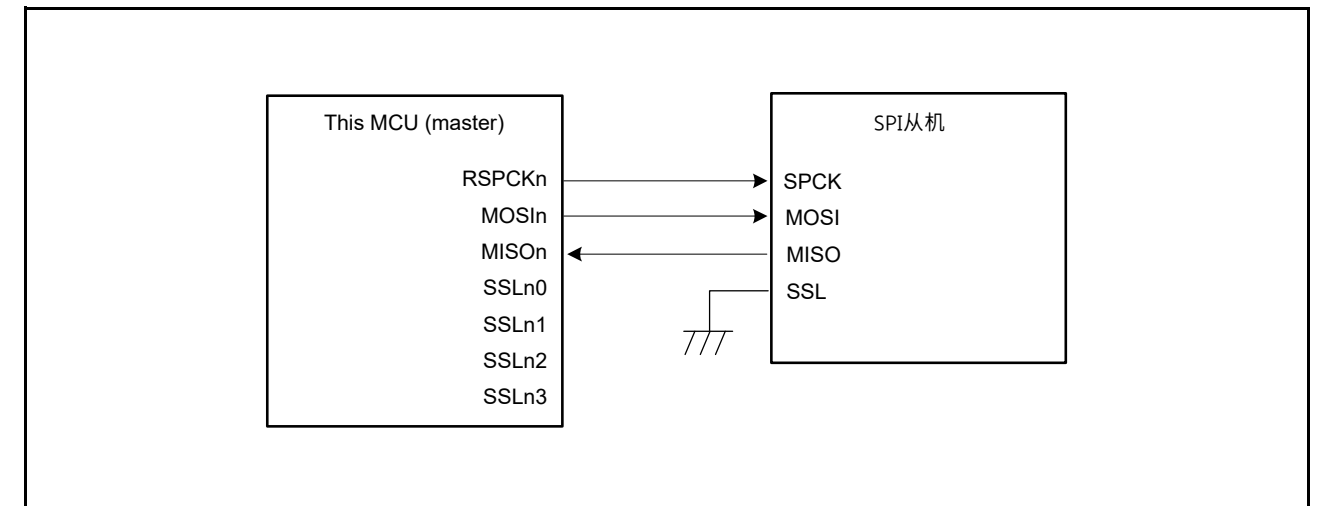 This MCU (master)
RSPCKn
MOSIn
MISOn
SSLn0
SSLn1
SSLn2
SSLn3
SPI从机
SPCK
MOSI
MISO
SSL